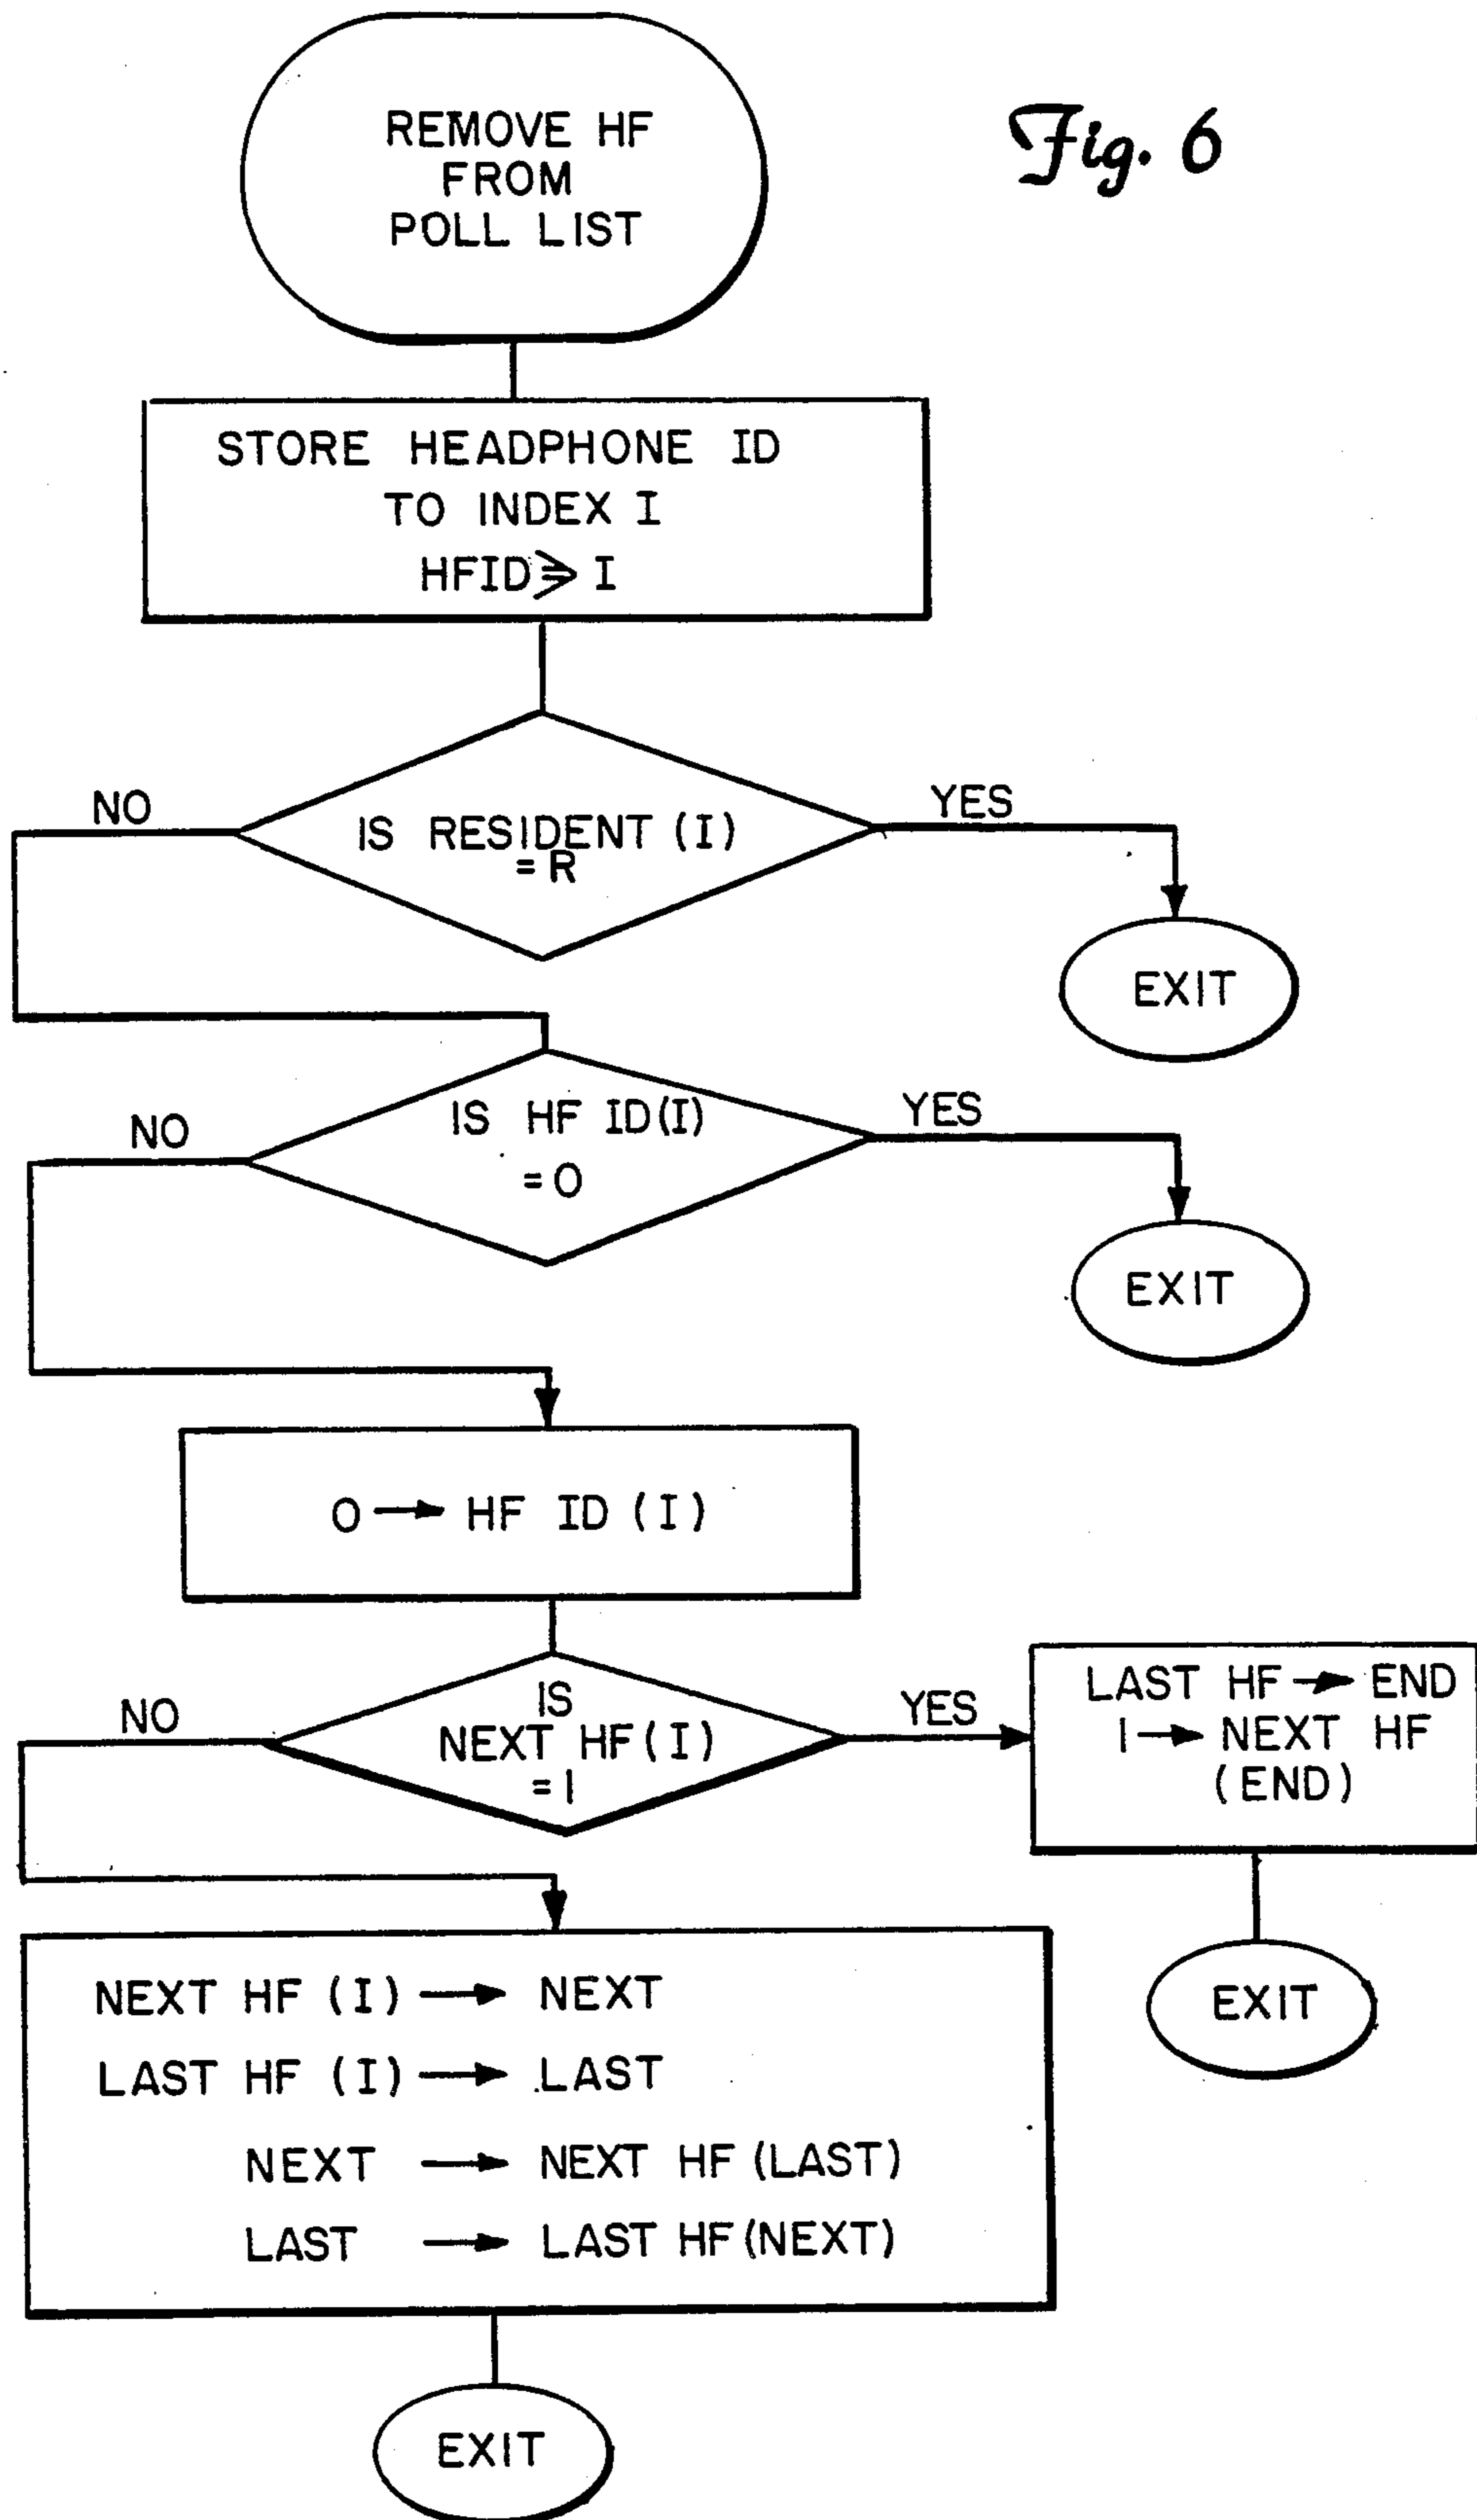 Fig. 6
REMOVE HF
FROM
POLL LIST
STORE HEADPHONE ID
TO INDEX I
HFID⩾ I
NO
YES
IS RESIDENT (I)
=R
EXIT
NO
YES
IS HF ID(I)
=0
EXIT
0 → HF ID (I)
NO
YES
IS
NEXT HF(I)
=1
LAST HF → END
1 → NEXT HF
(END)
EXIT
NEXT HF (I) → NEXT
LAST HF (I) → LAST
NEXT → NEXT HF (LAST)
LAST → LAST HF (NEXT)
EXIT